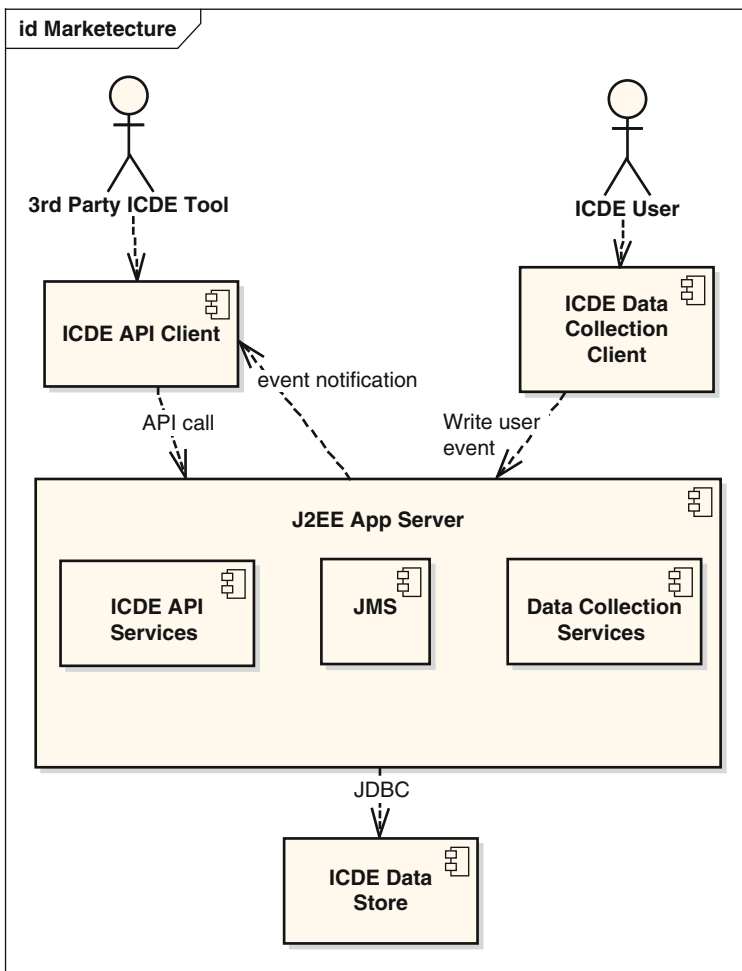 id Marketecture
3rd Party ICDE Tool
ICDE User
ICDE API Client
ICDE Data
Collection
Client
event notification
API call
Write user
event
J2EE App Server
ICDE API
Services
JMS
Data Collection
Services
JDBC
ICDE Data
Store